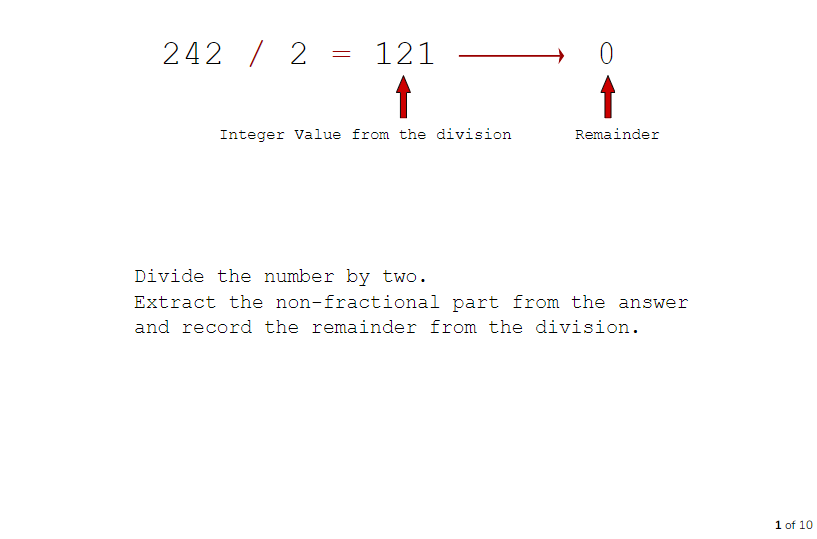 242 / 2 = 121 0
Integer Value from the division Remainder
Divide the number by two.
Extract the non-fractional part from the answer
and record the remainder from the division.
1 of 10